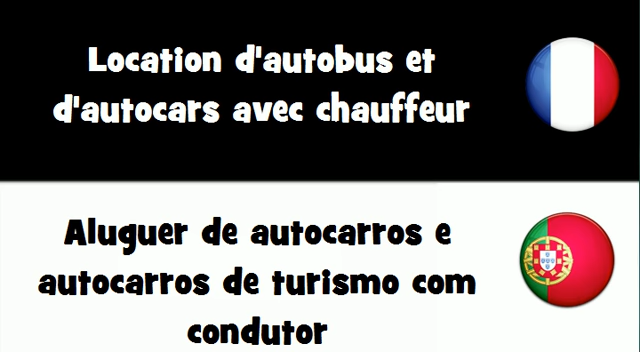 Location d'autobus et
d'autocars avec chauffeur
Aluguer de autocarros e
autocarros de turismo com
condutor